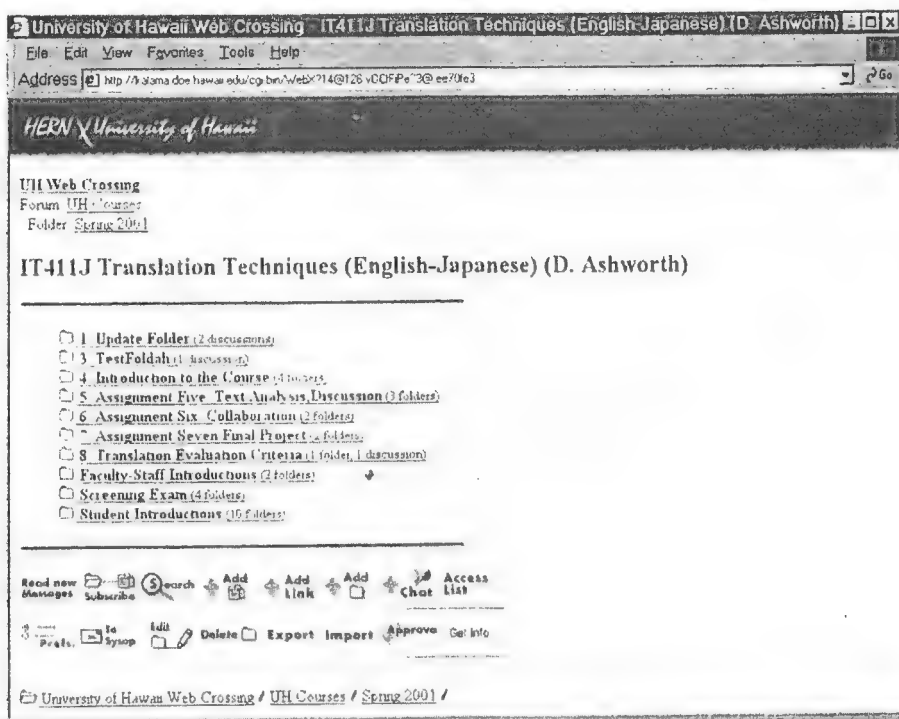 University of Hawaii Web Crossing - IT411J Translation Techniques (English-Japanese) (D. Ashworth)
File Edit View Favorites Tools Help
Address Go
HERN University of Hawaii
UH Web Crossing
Forum UH Courses
Folder Spring 2001
IT411J Translation Techniques (English-Japanese) (D. Ashworth)
1 Update Folder (2 discussions)
3 TestFoldah (1 discussion)
4 Introduction to the Course folders
5 Assignment Five Text Analysis,Discussion (3 folders)
6 Assignment Six Collaboration (2 folders)
7 Assignment Seven Final Project folders)
8 Translation Evaluation Criteria (1 folder, 1 discussion)
Faculty-Staff Introductions (2 folders)
Screening Exam (4 folders)
Student Introductions folders)
Read new Messages Subscribe Search Add Add Link Add Chat Access List
Prefs. To Sysop Edit Delete Export Import Approve Get Info
University of Hawaii Web Crossing / UH Courses / Spring 2001 /